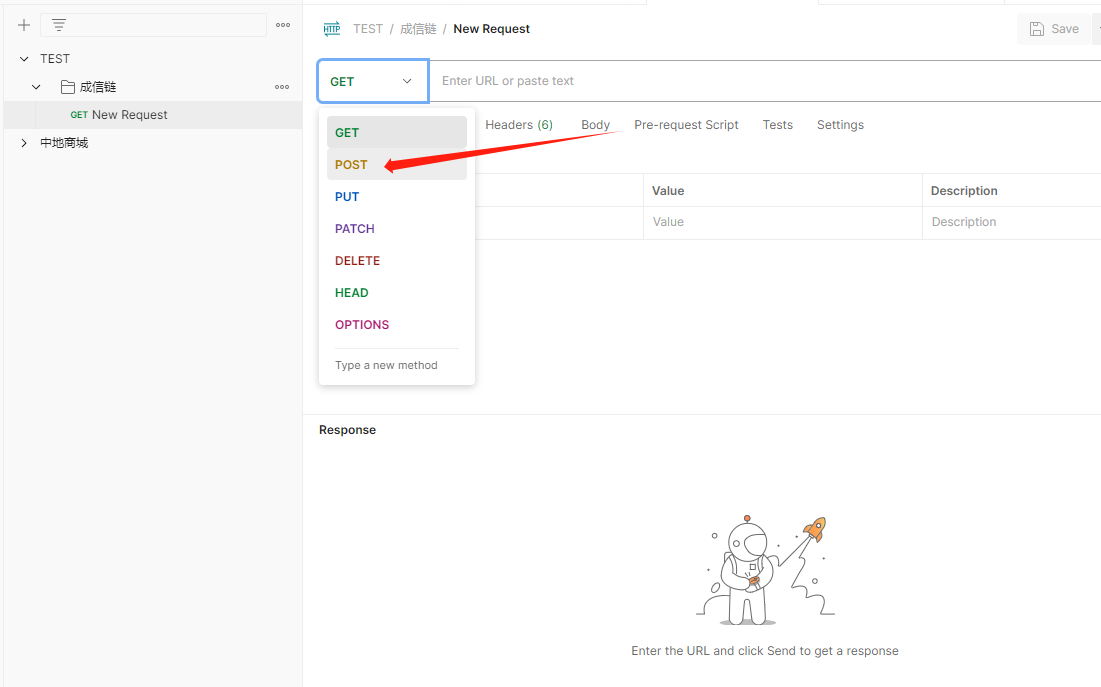 HTTP TEST / 成信链 / New Request Save
TEST
GET Enter URL or paste text
成信链
GET New Request
Headers (6) Body Pre-request Script Tests Settings
GET
中地商城
POST
PUT
Value Description
Value Description
PATCH
DELETE
HEAD
OPTIONS
Type a new method
Response
Enter the URL and click Send to get a response